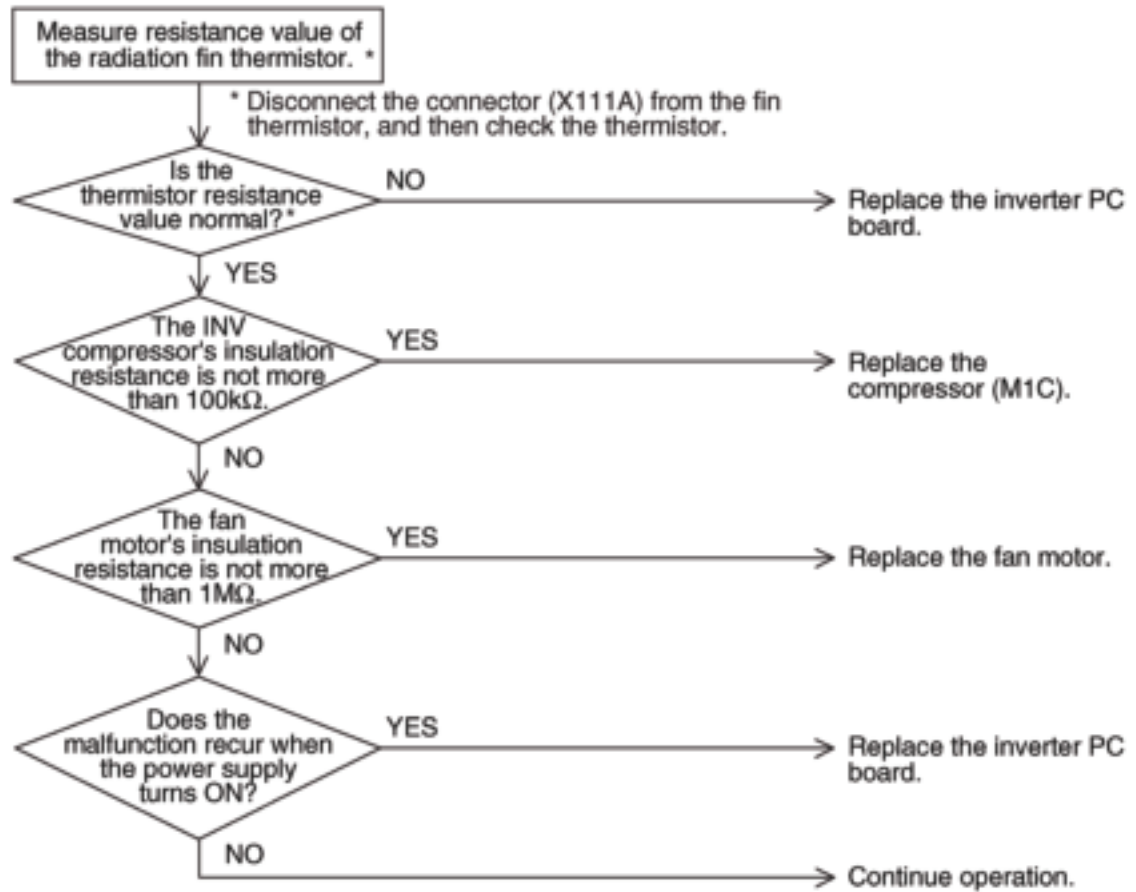 Measure resistance value of
the radiation fin thermistor. *
* Disconnect the connector (X111A) from the fin
thermistor, and then check the thermistor.
Is the
thermistor resistance
value normal?*
NO
Replace the inverter PC
board.
YES
The INV
compressor's insulation
resistance is not more
than 100kΩ.
YES
Replace the
compressor (M1C).
NO
The fan
motor's insulation
resistance is not more
than 1MΩ.
YES
Replace the fan motor.
NO
Does the
malfunction recur when
the power supply
turns ON?
YES
Replace the inverter PC
board.
NO
Continue operation.